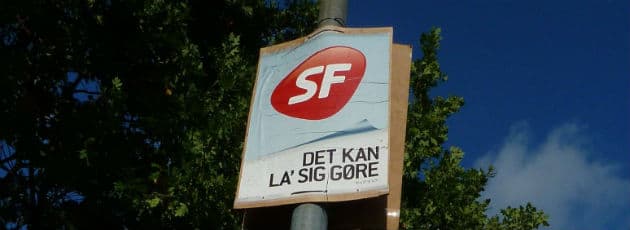 SF
DET KAN
LA' SIG GØRE